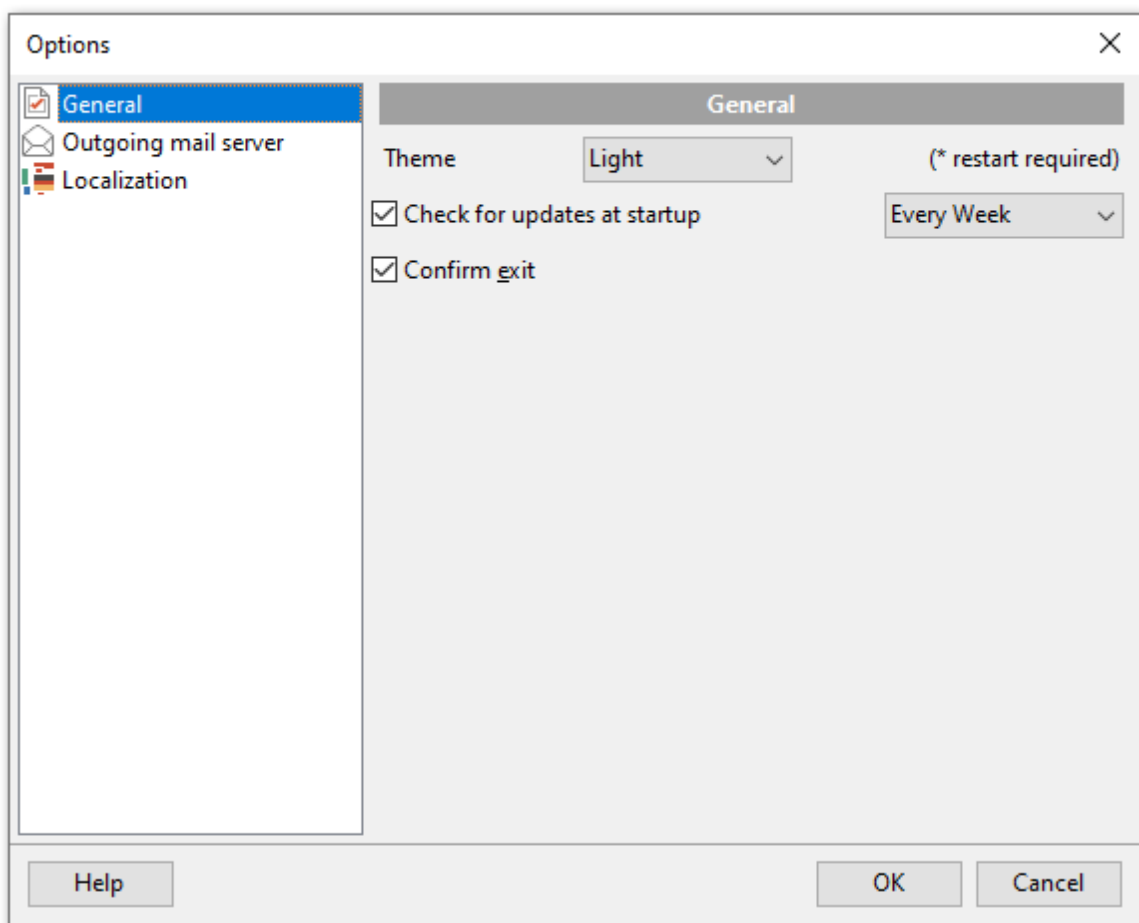 Options
General
Outgoing mail server
Localization
General
Theme Light (* restart required)
Check for updates at startup Every Week
Confirm exit
Help OK Cancel